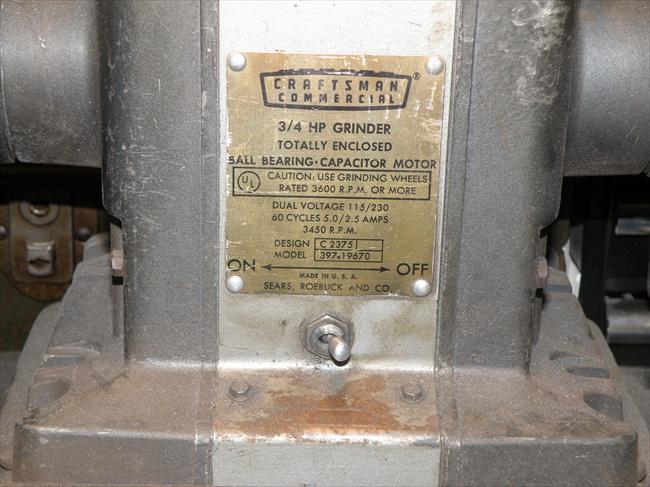 CRAFTSMAN ®
COMMERCIAL
3/4 HP GRINDER
TOTALLY ENCLOSED
BALL BEARING·CAPACITOR MOTOR
UL CAUTION: USE GRINDING WHEELS
RATED 3600 R.P.M. OR MORE
DUAL VOLTAGE 115/230
60 CYCLES 5.0/2.5 AMPS
3450 R.P.M.
DESIGN C 2375
MODEL 397.19670
ON OFF
MADE IN U. S. A.
SEARS, ROEBUCK AND CO.